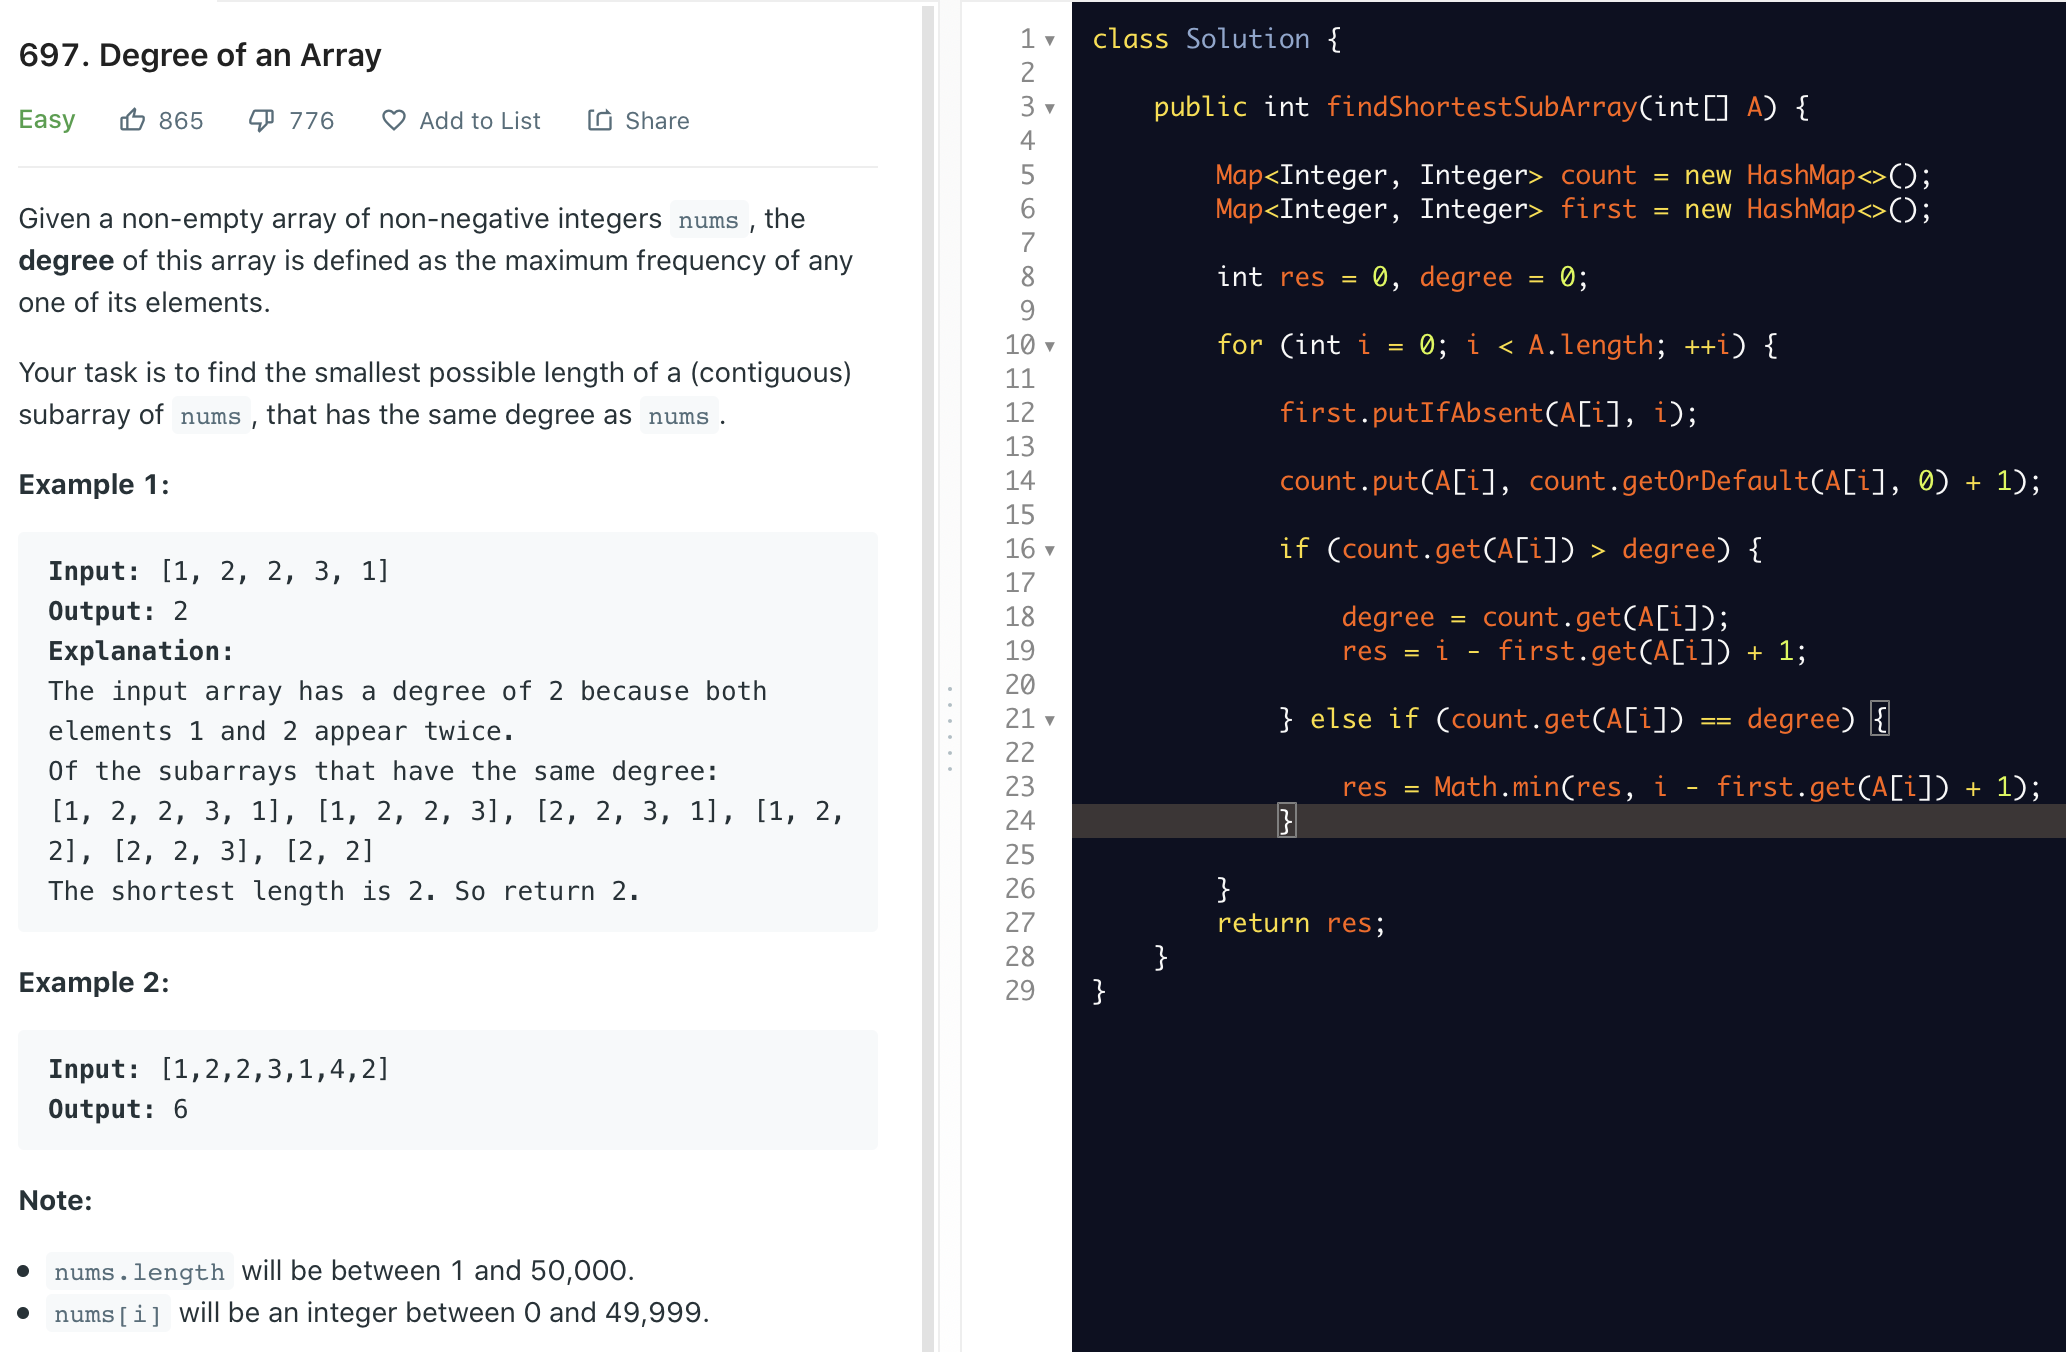 697. Degree of an Array
Easy 865 776 Add to List Share
Given a non-empty array of non-negative integers nums , the
degree of this array is defined as the maximum frequency of any
one of its elements.
Your task is to find the smallest possible length of a (contiguous)
subarray of nums , that has the same degree as nums .
Example 1:
Input: [1, 2, 2, 3, 1]
Output: 2
Explanation:
The input array has a degree of 2 because both
elements 1 and 2 appear twice.
Of the subarrays that have the same degree:
[1, 2, 2, 3, 1], [1, 2, 2, 3], [2, 2, 3, 1], [1, 2,
2], [2, 2, 3], [2, 2]
The shortest length is 2. So return 2.
Example 2:
Input: [1,2,2,3,1,4,2]
Output: 6
Note:
nums.length will be between 1 and 50,000.
nums[i] will be an integer between 0 and 49,999.
1 class Solution {
2
3 public int findShortestSubArray(int[] A) {
4
5 Map<Integer, Integer> count = new HashMap<>();
6 Map<Integer, Integer> first = new HashMap<>();
7
8 int res = 0, degree = 0;
9
10 for (int i = 0; i < A.length; ++i) {
11
12 first.putIfAbsent(A[i], i);
13
14 count.put(A[i], count.getOrDefault(A[i], 0) + 1);
15
16 if (count.get(A[i]) > degree) {
17
18 degree = count.get(A[i]);
19 res = i - first.get(A[i]) + 1;
20
21 } else if (count.get(A[i]) == degree) {
22
23 res = Math.min(res, i - first.get(A[i]) + 1);
24 }
25
26 }
27 return res;
28 }
29 }